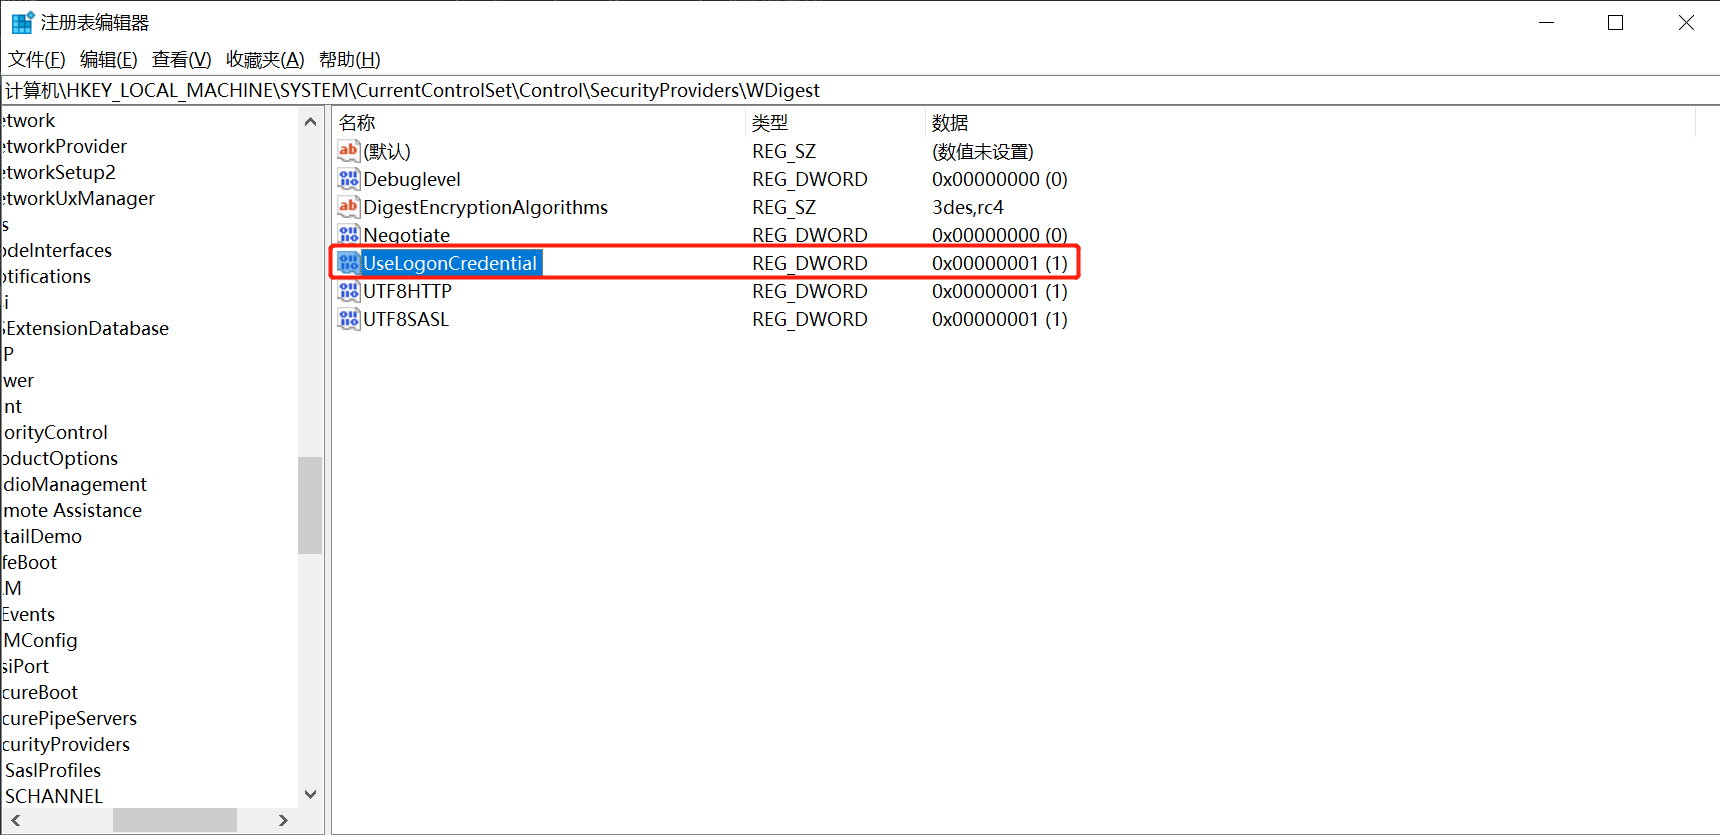 注册表编辑器
文件(F) 编辑(E) 查看(V) 收藏夹(A) 帮助(H)
计算机\HKEY_LOCAL_MACHINE\SYSTEM\CurrentControlSet\Control\SecurityProviders\WDigest
etwork
etworkProvider
etworkSetup2
etworkUxManager
s
odeInterfaces
otifications
i
SExtensionDatabase
P
wer
nt
orityControl
oductOptions
dioManagement
mote Assistance
tailDemo
feBoot
M
Events
MConfig
siPort
cureBoot
curePipeServers
curityProviders
SaslProfiles
SCHANNEL
名称 类型 数据
(默认) REG_SZ (数值未设置)
Debuglevel REG_DWORD 0x00000000 (0)
DigestEncryptionAlgorithms REG_SZ 3des,rc4
Negotiate REG_DWORD 0x00000000 (0)
UseLogonCredential REG_DWORD 0x00000001 (1)
UTF8HTTP REG_DWORD 0x00000001 (1)
UTF8SASL REG_DWORD 0x00000001 (1)